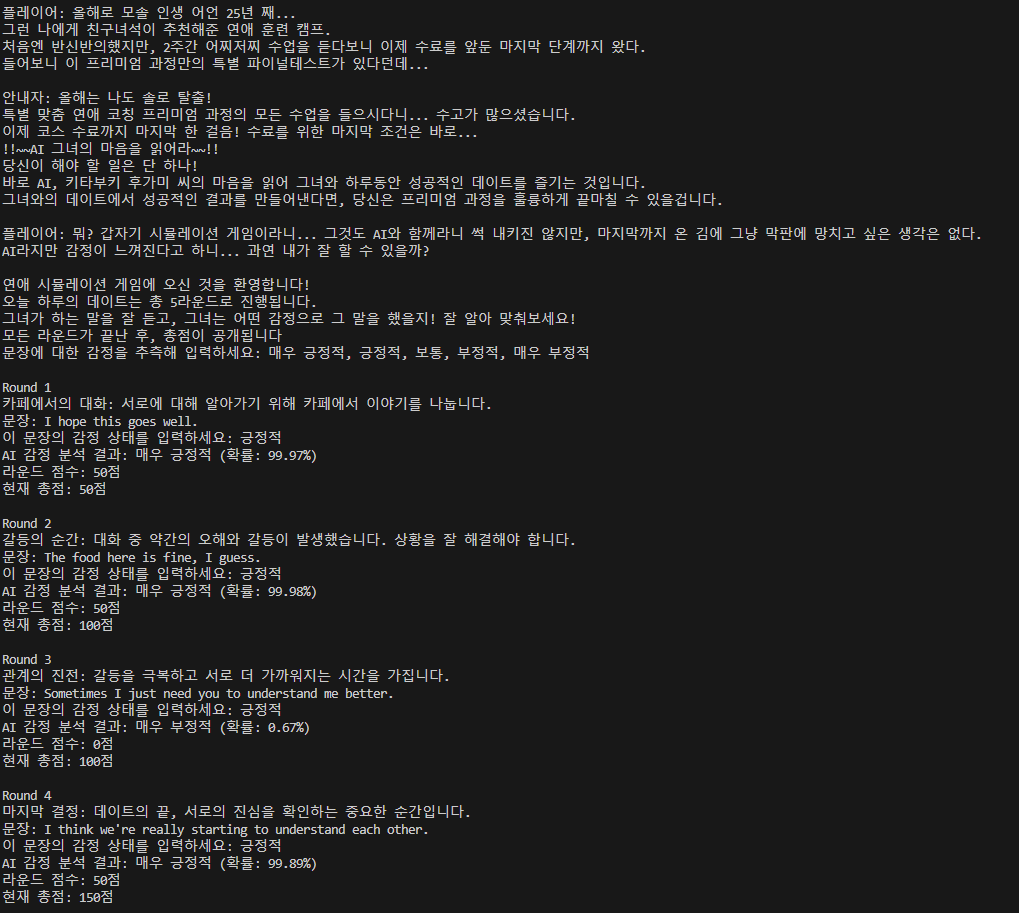 플레이어: 올해로 모솔 인생 어언 25년 째...
그런 나에게 친구녀석이 추천해준 연애 훈련 캠프.
처음엔 반신반의했지만, 2주간 어찌저찌 수업을 듣다보니 이제 수료를 앞둔 마지막 단계까지 왔다.
들어보니 이 프리미엄 과정만의 특별 파이널테스트가 있다던데...

안내자: 올해는 나도 솔로 탈출!
특별 맞춤 연애 코칭 프리미엄 과정의 모든 수업을 들으시다니... 수고가 많으셨습니다.
이제 코스 수료까지 마지막 한 걸음! 수료를 위한 마지막 조건은 바로...
!!~~AI 그녀의 마음을 읽어라~~!!
당신이 해야 할 일은 단 하나!
바로 AI, 키타부키 후가미 씨의 마음을 읽어 그녀와 하루동안 성공적인 데이트를 즐기는 것입니다.
그녀와의 데이트에서 성공적인 결과를 만들어낸다면, 당신은 프리미엄 과정을 훌륭하게 끝마칠 수 있을겁니다.

플레이어: 뭐? 갑자기 시뮬레이션 게임이라니... 그것도 AI와 함께라니 썩 내키진 않지만, 마지막까지 온 김에 그냥 막판에 망치고 싶은 생각은 없다.
AI라지만 감정이 느껴진다고 하니... 과연 내가 잘 할 수 있을까?

연애 시뮬레이션 게임에 오신 것을 환영합니다!
오늘 하루의 데이트는 총 5라운드로 진행됩니다.
그녀가 하는 말을 잘 듣고, 그녀는 어떤 감정으로 그 말을 했을지! 잘 알아 맞춰보세요!
모든 라운드가 끝난 후, 총점이 공개됩니다
문장에 대한 감정을 추측해 입력하세요: 매우 긍정적, 긍정적, 보통, 부정적, 매우 부정적

Round 1
카페에서의 대화: 서로에 대해 알아가기 위해 카페에서 이야기를 나눕니다.
문장: I hope this goes well.
이 문장의 감정 상태를 입력하세요: 긍정적
AI 감정 분석 결과: 매우 긍정적 (확률: 99.97%)
라운드 점수: 50점
현재 총점: 50점

Round 2
갈등의 순간: 대화 중 약간의 오해와 갈등이 발생했습니다. 상황을 잘 해결해야 합니다.
문장: The food here is fine, I guess.
이 문장의 감정 상태를 입력하세요: 긍정적
AI 감정 분석 결과: 매우 긍정적 (확률: 99.98%)
라운드 점수: 50점
현재 총점: 100점

Round 3
관계의 진전: 갈등을 극복하고 서로 더 가까워지는 시간을 가집니다.
문장: Sometimes I just need you to understand me better.
이 문장의 감정 상태를 입력하세요: 긍정적
AI 감정 분석 결과: 매우 부정적 (확률: 0.67%)
라운드 점수: 0점
현재 총점: 100점

Round 4
마지막 결정: 데이트의 끝, 서로의 진심을 확인하는 중요한 순간입니다.
문장: I think we're really starting to understand each other.
이 문장의 감정 상태를 입력하세요: 긍정적
AI 감정 분석 결과: 매우 긍정적 (확률: 99.89%)
라운드 점수: 50점
현재 총점: 150점